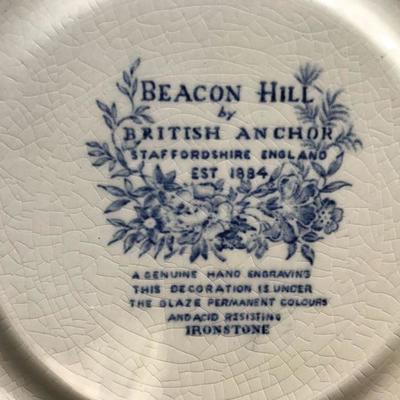 BEACON HILL
by
BRITISH ANCHOR
STAFFORDSHIRE ENGLAND
EST 1884
A GENUINE HAND ENGRAVING
THIS DECORATION IS UNDER
THE GLAZE PERMANENT COLOURS
AND ACID RESISTING
IRONSTONE